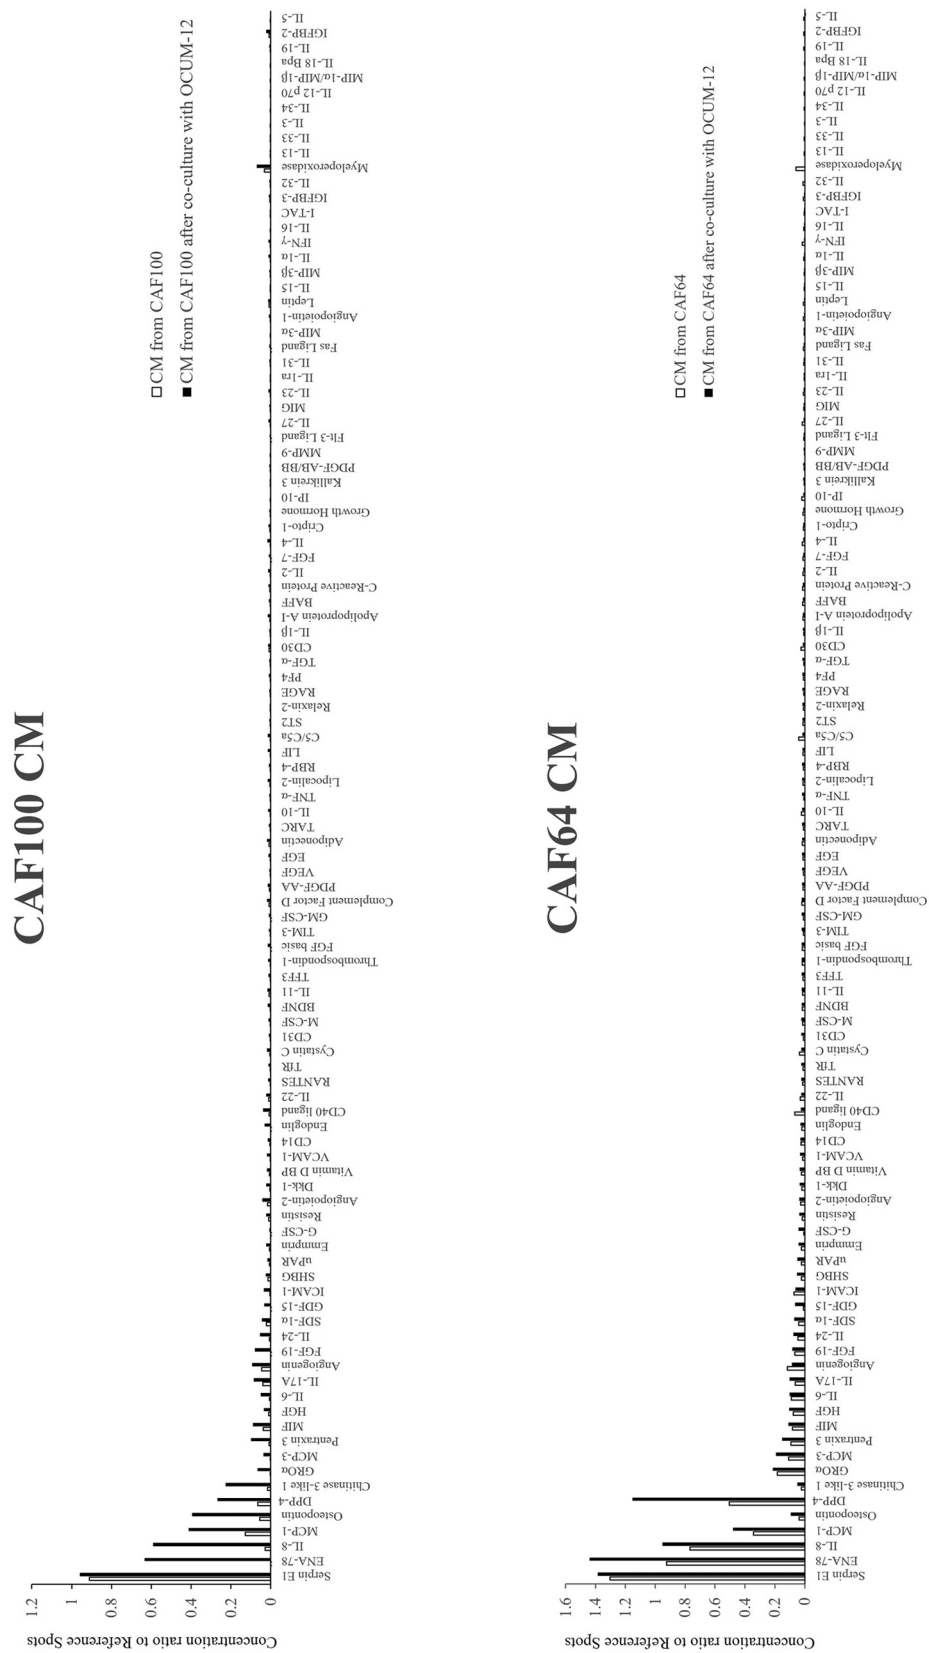 CAF100 CM
Concentration ratio to Reference Spots
1.2
1
0.8
0.6
0.4
0.2
0
□ CM from CAF100
■ CM from CAF100 after co-culture with OCUM-12
Serpin E1
ENA-78
IL-8
MCP-1
Osteopontin
DPP-4
Chitinase 3-like 1
GROα
MCP-3
Pentraxin 3
MIF
HGF
IL-6
IL-17A
Angiogenin
FGF-19
IL-24
SDF-1α
GDF-15
ICAM-1
SHBG
uPAR
Emmprin
G-CSF
Resistin
Angiopoietin-2
Dkk-1
Vitamin D BP
VCAM-1
CD14
Endoglin
CD40 ligand
IL-22
RANTES
TfR
Cystatin C
CD31
M-CSF
BDNF
IL-11
TFF3
Thrombospondin-1
FGF basic
TIM-3
GM-CSF
Complement Factor D
PDGF-AA
VEGF
EGF
Adiponectin
TARC
IL-10
TNF-α
Lipocalin-2
RBP-4
LIF
C5/C5a
ST2
Relaxin-2
RAGE
PF4
TGF-α
CD30
IL-1β
Apolipoprotein A-I
BAFF
C-Reactive Protein
IL-2
FGF-7
IL-4
Cripto-1
Growth Hormone
IP-10
Kallikrein 3
PDGF-AB/BB
MMP-9
Flt-3 Ligand
IL-27
MIG
IL-23
IL-1ra
IL-31
Fas Ligand
MIP-3α
Angiopoietin-1
Leptin
IL-15
MIP-3β
IL-1α
IFN-γ
IL-16
I-TAC
IGFBP-3
IL-32
Myeloperoxidase
IL-13
IL-33
IL-3
IL-34
IL-12 p70
MIP-1α/MIP-1β
IL-18 Bpa
IL-19
IGFBP-2
IL-5
CAF64 CM
Concentration ratio to Reference Spots
1.6
1.4
1.2
1
0.8
0.6
0.4
0.2
0
□ CM from CAF64
■ CM from CAF64 after co-culture with OCUM-12
Serpin E1
ENA-78
IL-8
MCP-1
Osteopontin
DPP-4
Chitinase 3-like 1
GROα
MCP-3
Pentraxin 3
MIF
HGF
IL-6
IL-17A
Angiogenin
FGF-19
IL-24
SDF-1α
GDF-15
ICAM-1
SHBG
uPAR
Emmprin
G-CSF
Resistin
Angiopoietin-2
Dkk-1
Vitamin D BP
VCAM-1
CD14
Endoglin
CD40 ligand
IL-22
RANTES
TfR
Cystatin C
CD31
M-CSF
BDNF
IL-11
TFF3
Thrombospondin-1
FGF basic
TIM-3
GM-CSF
Complement Factor D
PDGF-AA
VEGF
EGF
Adiponectin
TARC
IL-10
TNF-α
Lipocalin-2
RBP-4
LIF
C5/C5a
ST2
Relaxin-2
RAGE
PF4
TGF-α
CD30
IL-1β
Apolipoprotein A-I
BAFF
C-Reactive Protein
IL-2
FGF-7
IL-4
Cripto-1
Growth Hormone
IP-10
Kallikrein 3
PDGF-AB/BB
MMP-9
Flt-3 Ligand
IL-27
MIG
IL-23
IL-1ra
IL-31
Fas Ligand
MIP-3α
Angiopoietin-1
Leptin
IL-15
MIP-3β
IL-1α
IFN-γ
IL-16
I-TAC
IGFBP-3
IL-32
Myeloperoxidase
IL-13
IL-33
IL-3
IL-34
IL-12 p70
MIP-1α/MIP-1β
IL-18 Bpa
IL-19
IGFBP-2
IL-5